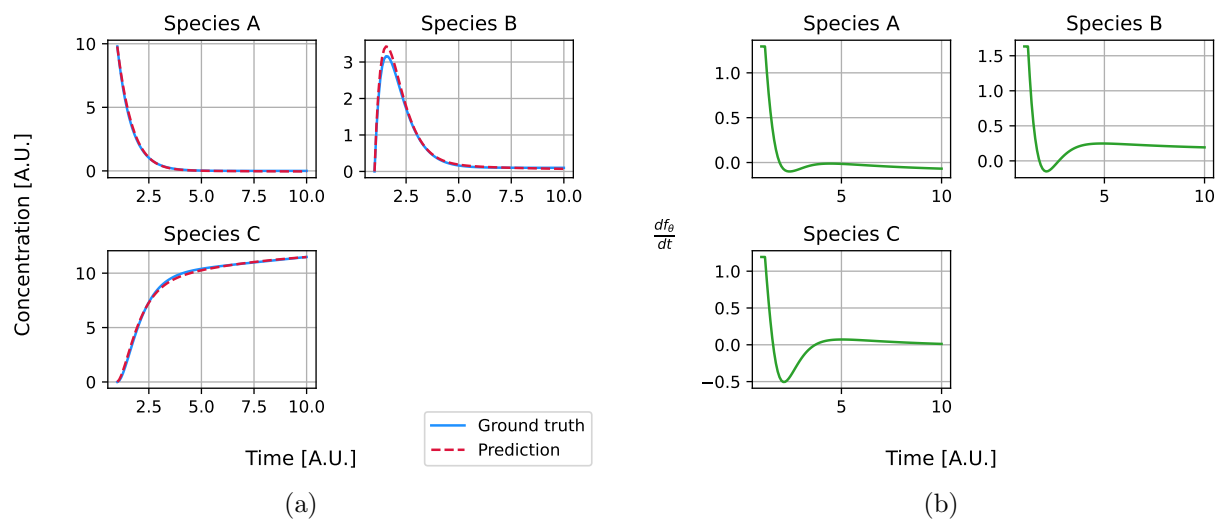 Species A
Species B
10
5
0
2.5 5.0 7.5 10.0
3
2
1
0
2.5 5.0 7.5 10.0
Species C
10
5
0
2.5 5.0 7.5 10.0
Concentration [A.U.]
Time [A.U.]
Ground truth
Prediction
(a)
Species A
Species B
1.0
0.5
0.0
5 10
1.5
1.0
0.5
0.0
5 10
Species C
1.0
0.5
0.0
−0.5
5 10
dfθ
dt
Time [A.U.]
(b)